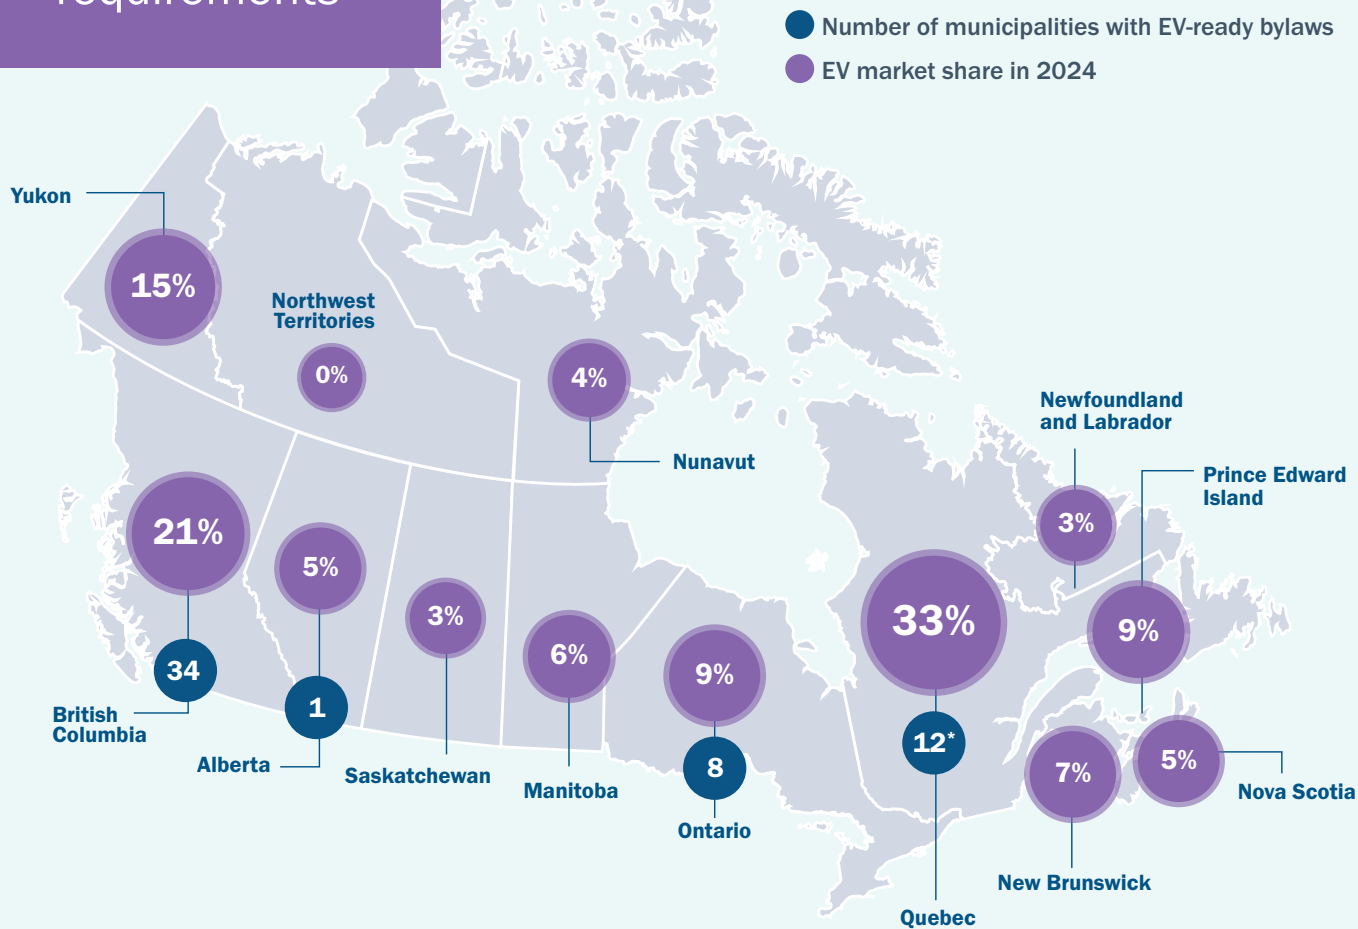 requirements
Number of municipalities with EV-ready bylaws
EV market share in 2024
Yukon
15%
Northwest
Territories
0%
4%
Nunavut
Newfoundland
and Labrador
3%
Prince Edward
Island
9%
21%
34
British
Columbia
5%
1
Alberta
3%
Saskatchewan
6%
Manitoba
9%
8
Ontario
33%
12*
Quebec
7%
New Brunswick
5%
Nova Scotia